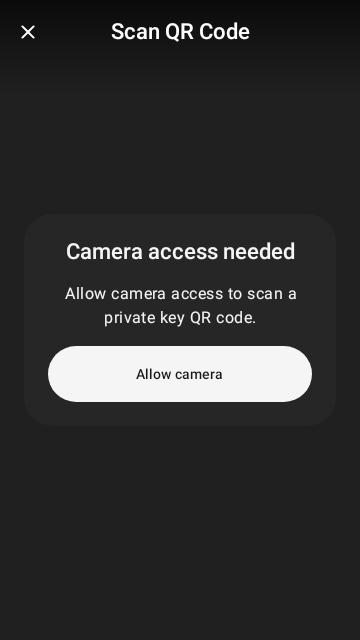 Scan QR Code
Camera access needed
Allow camera access to scan a
private key QR code.
Allow camera